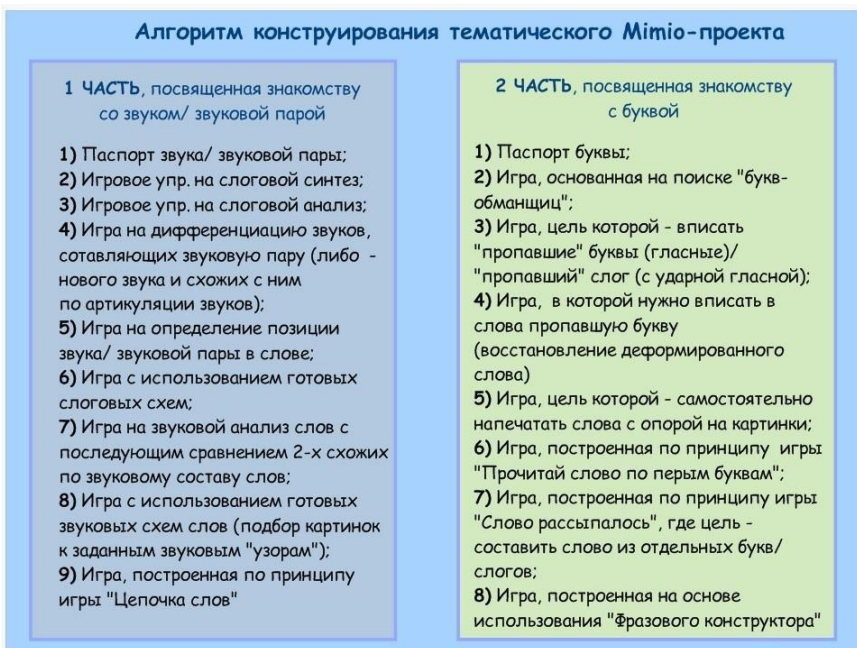 Алгоритм конструирования тематического Mimio-проекта
1 ЧАСТЬ, посвященная знакомству
со звуком/ звуковой парой
1) Паспорт звука/ звуковой пары;
2) Игровое упр. на слоговой синтез;
3) Игровое упр. на слоговой анализ;
4) Игра на дифференциацию звуков,
сотавляющих звуковую пару (либо -
нового звука и схожих с ним
по артикуляции звуков);
5) Игра на определение позиции
звука/ звуковой пары в слове;
6) Игра с использованием готовых
слоговых схем;
7) Игра на звуковой анализ слов с
последующим сравнением 2-х схожих
по звуковому составу слов;
8) Игра с использованием готовых
звуковых схем слов (подбор картинок
к заданным звуковым "узорам");
9) Игра, построенная по принципу
игры "Цепочка слов"
2 ЧАСТЬ, посвященная знакомству
с буквой
1) Паспорт буквы;
2) Игра, основанная на поиске "букв-
обманщиц";
3) Игра, цель которой - вписать
"пропавшие" буквы (гласные)/
"пропавший" слог (с ударной гласной);
4) Игра, в которой нужно вписать в
слова пропавшую букву
(восстановление деформированного
слова)
5) Игра, цель которой - самостоятельно
напечатать слова с опорой на картинки;
6) Игра, построенная по принципу игры
"Прочитай слово по перым буквам";
7) Игра, построенная по принципу игры
"Слово рассыпалось", где цель -
составить слово из отдельных букв/
слогов;
8) Игра, построенная на основе
использования "Фразового конструктора"